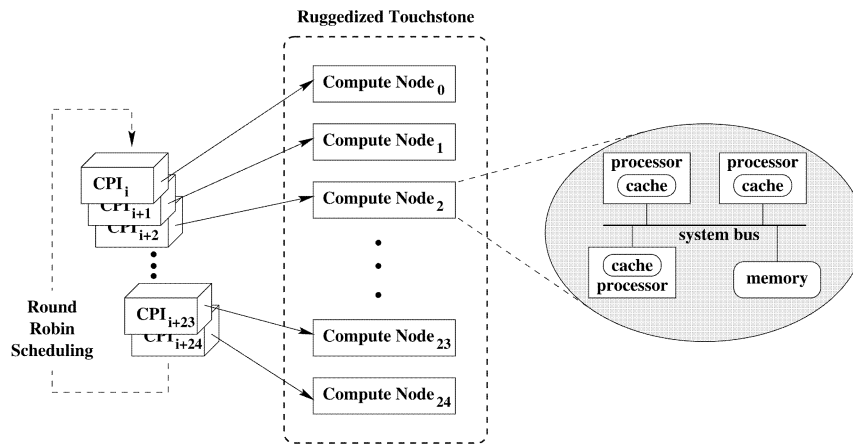 Ruggedized Touchstone
Compute Node0
Compute Node1
Compute Node2
Compute Node23
Compute Node24
CPIi
CPIi+1
CPIi+2
CPIi+23
CPIi+24
Round
Robin
Scheduling
processor
cache
processor
cache
system bus
cache
processor
memory